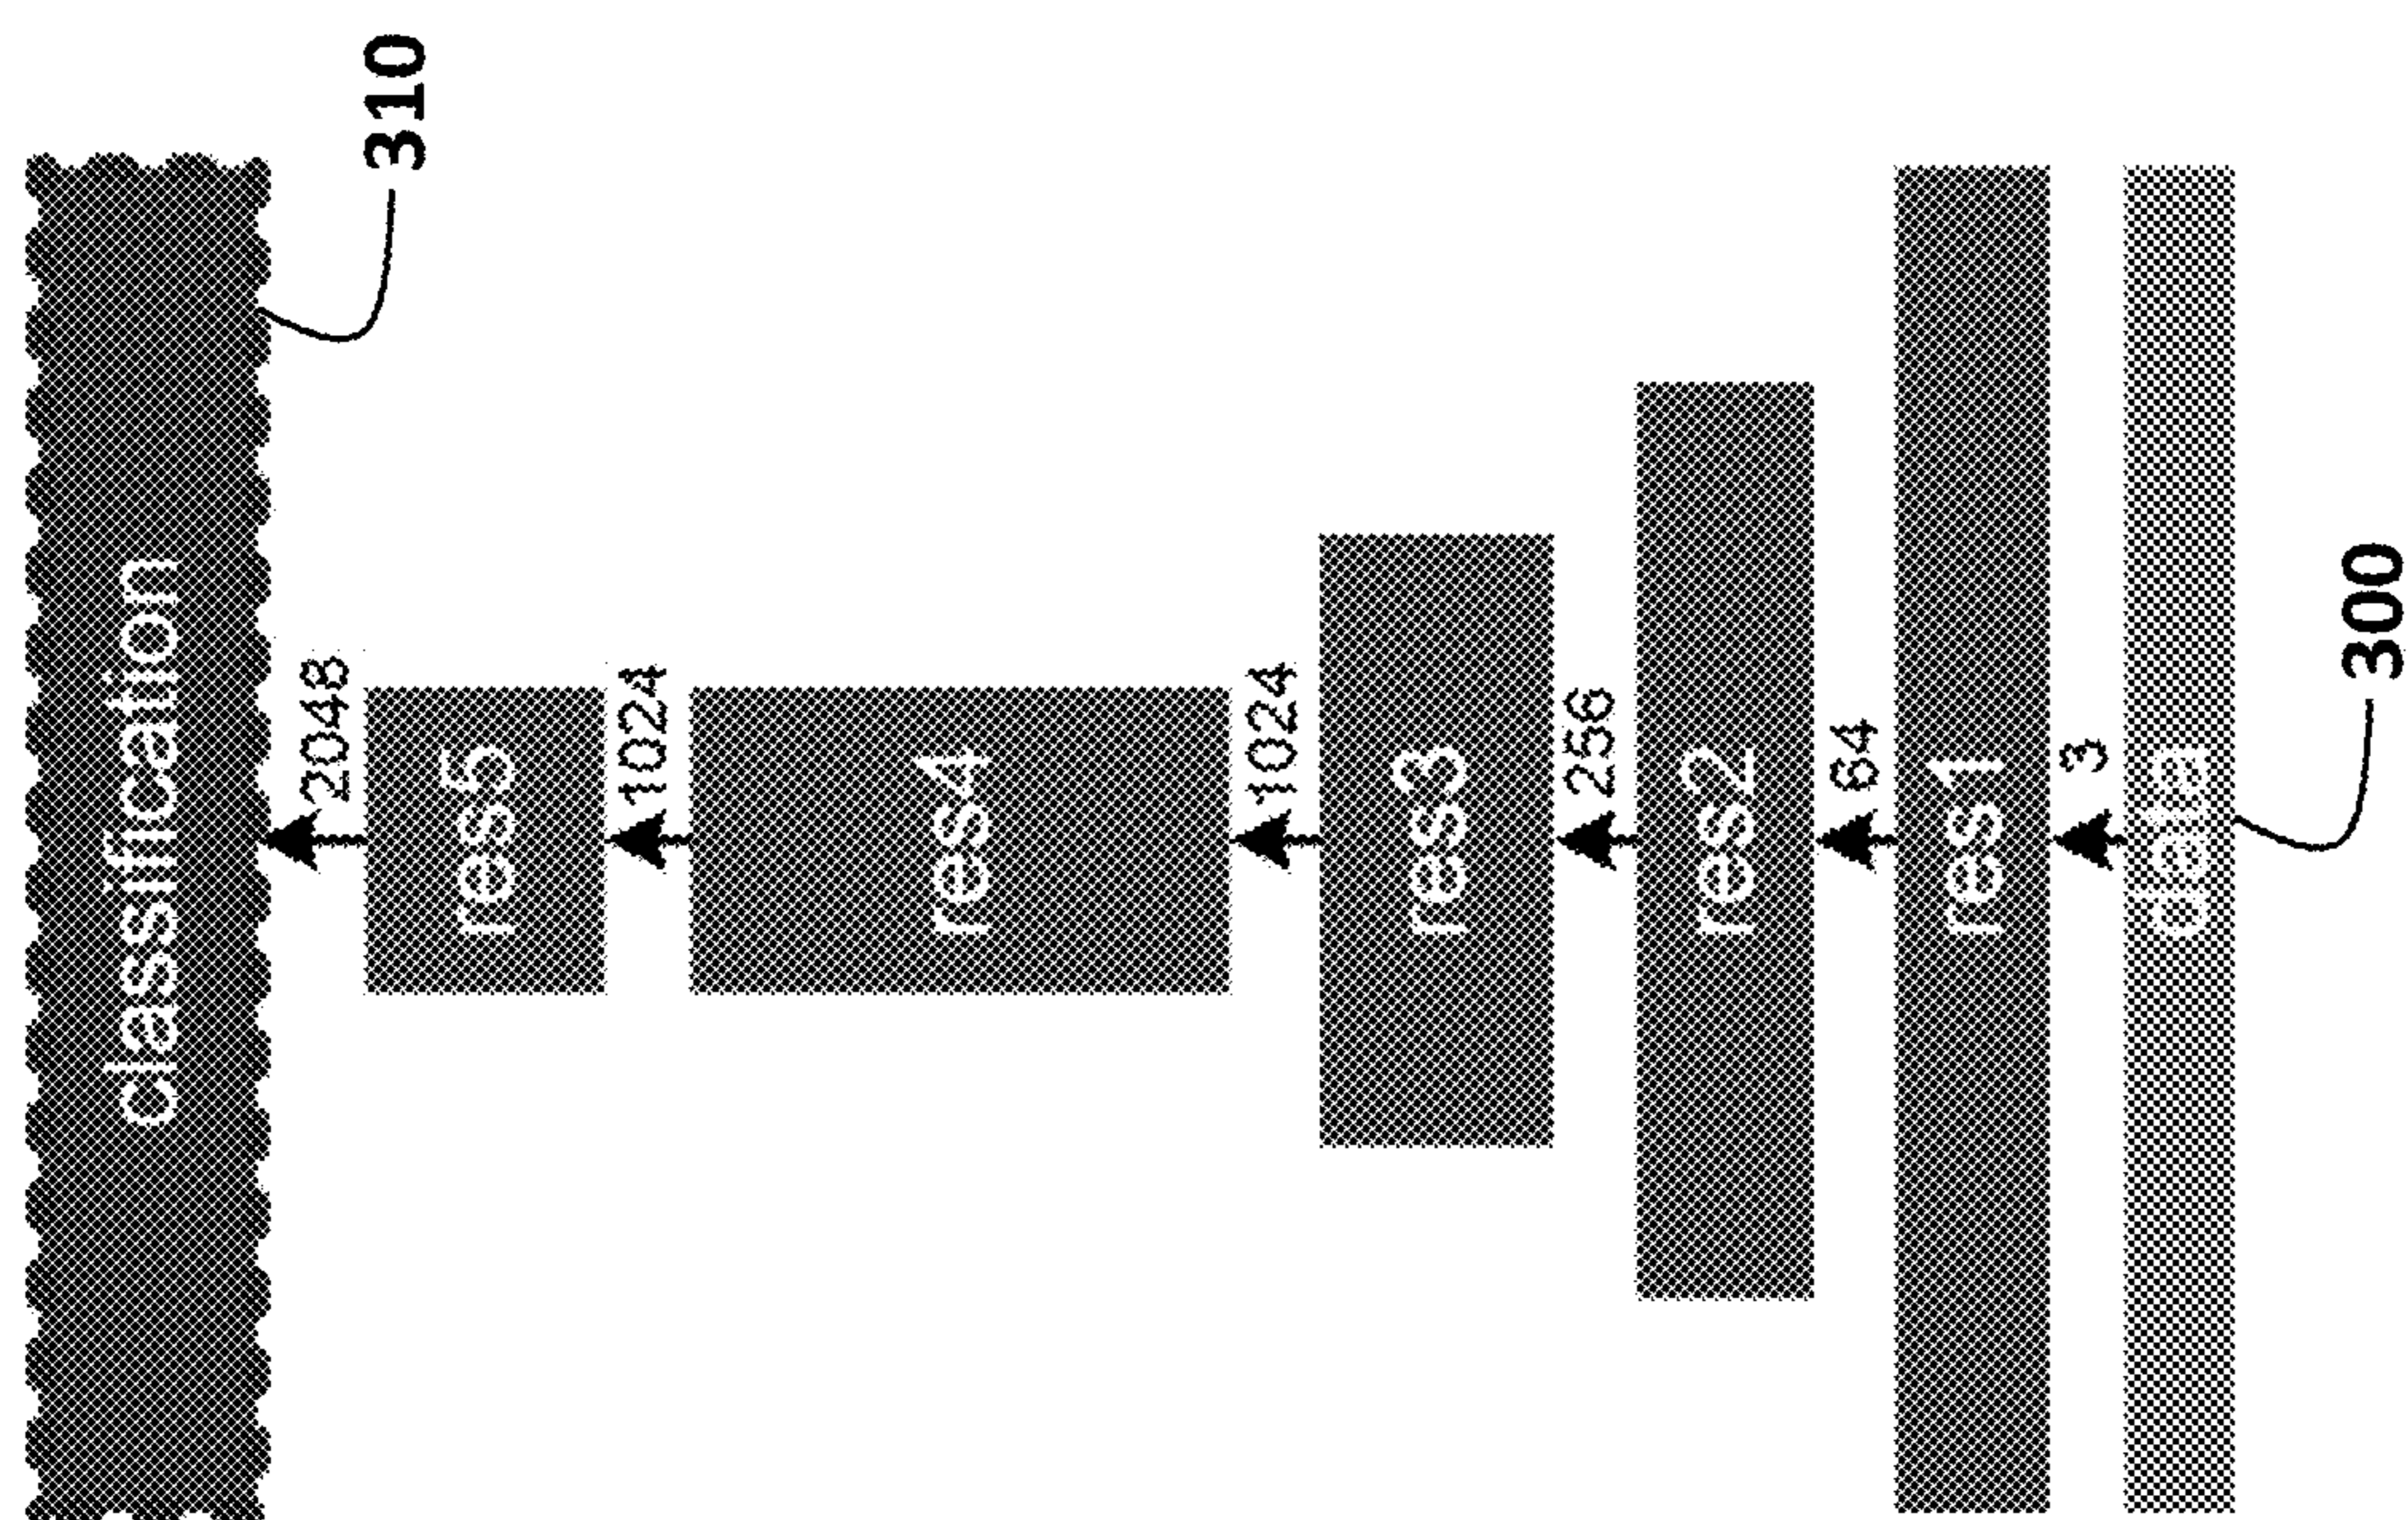 310
classification
2048
res5
1024
res4
1024
res3
256
res2
64
res1
3
data
300